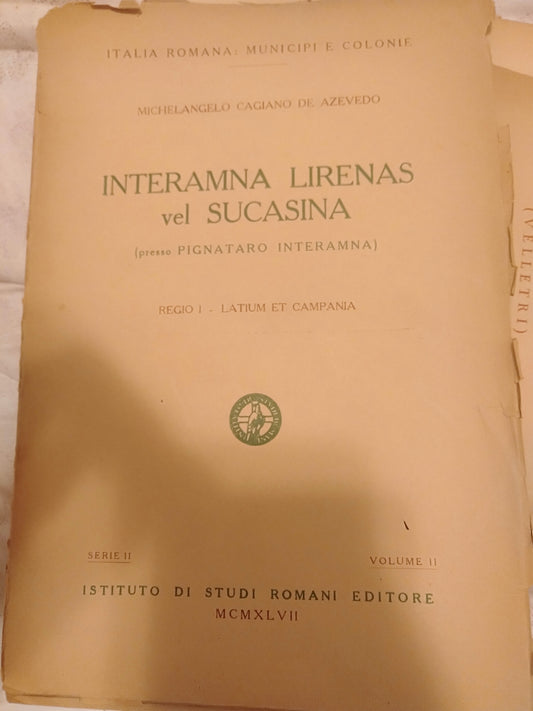 ITALIA ROMANA: MUNICIPI E COLONIE
MICHELANGELO CAGIANO DE AZEVEDO
INTERAMNA LIRENAS
vel SUCASINA
(presso PIGNATARO INTERAMNA)
REGIO I - LATIUM ET CAMPANIA
SERIE II
VOLUME II
ISTITUTO DI STUDI ROMANI EDITORE
MCMXLVII
(VELLETRI)